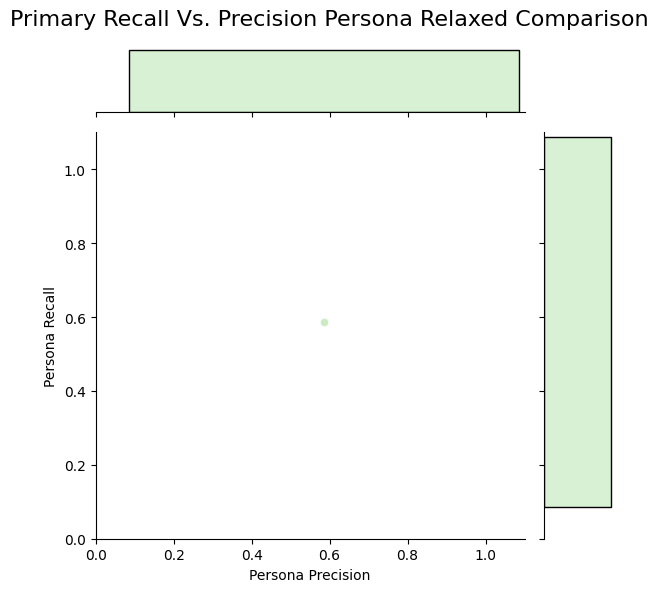 Primary Recall Vs. Precision Persona Relaxed Comparison
1.0
0.8
0.6
0.4
0.2
0.0
Persona Recall
0.0 0.2 0.4 0.6 0.8 1.0
Persona Precision